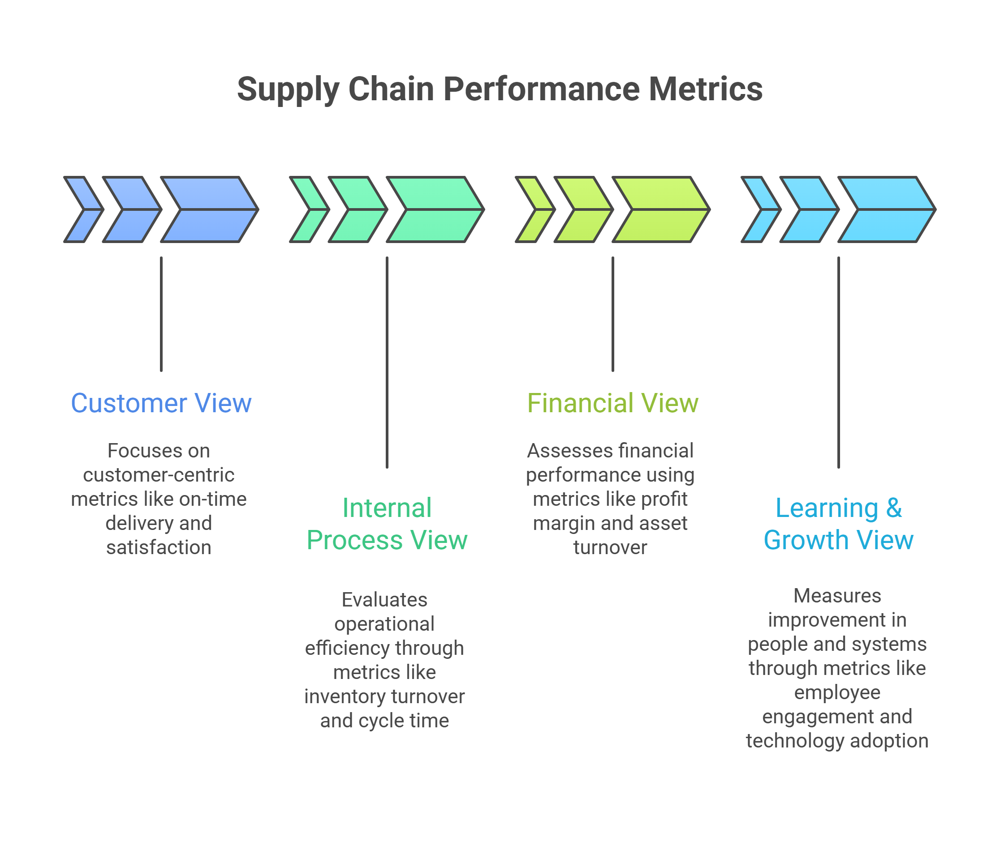 Supply Chain Performance Metrics
Customer View
Focuses on
customer-centric
metrics like on-time
delivery and
satisfaction
Internal
Process View
Evaluates
operational
efficiency through
metrics like
inventory turnover
and cycle time
Financial View
Assesses financial
performance using
metrics like profit
margin and asset
turnover
Learning &
Growth View
Measures
improvement in
people and systems
through metrics like
employee
engagement and
technology adoption